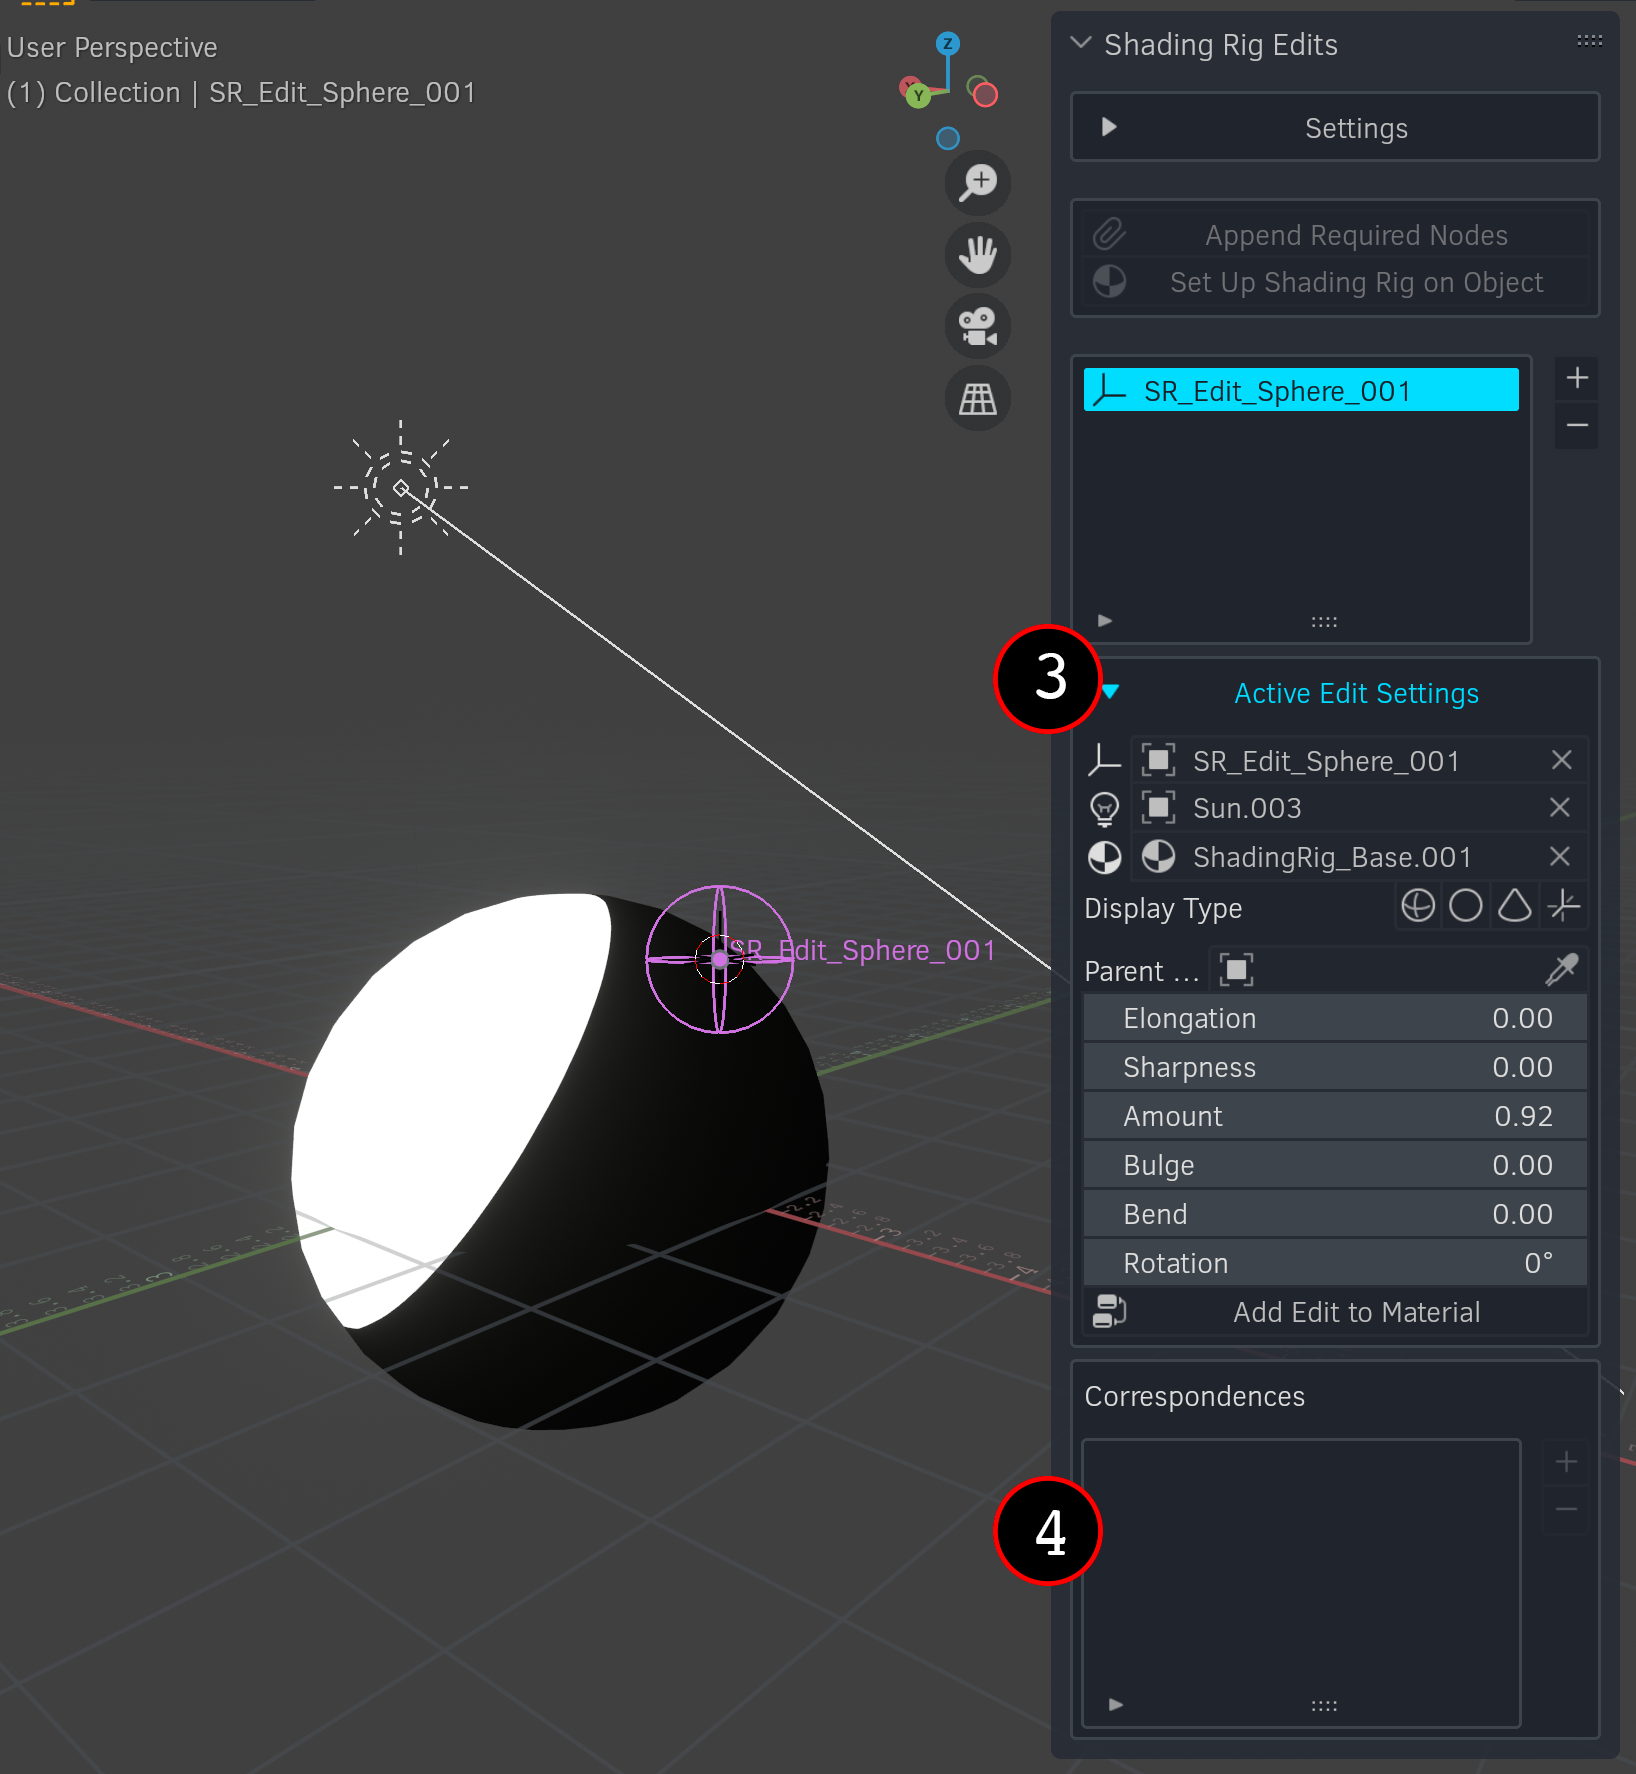 User Perspective
(1) Collection | SR_Edit_Sphere_001
Z
Y
Shading Rig Edits
Settings
Append Required Nodes
Set Up Shading Rig on Object
SR_Edit_Sphere_001
3
Active Edit Settings
SR_Edit_Sphere_001
Sun.003
ShadingRig_Base.001
Display Type
SR_Edit_Sphere_001
Parent ...
Elongation 0.00
Sharpness 0.00
Amount 0.92
Bulge 0.00
Bend 0.00
Rotation 0°
Add Edit to Material
Correspondences
4